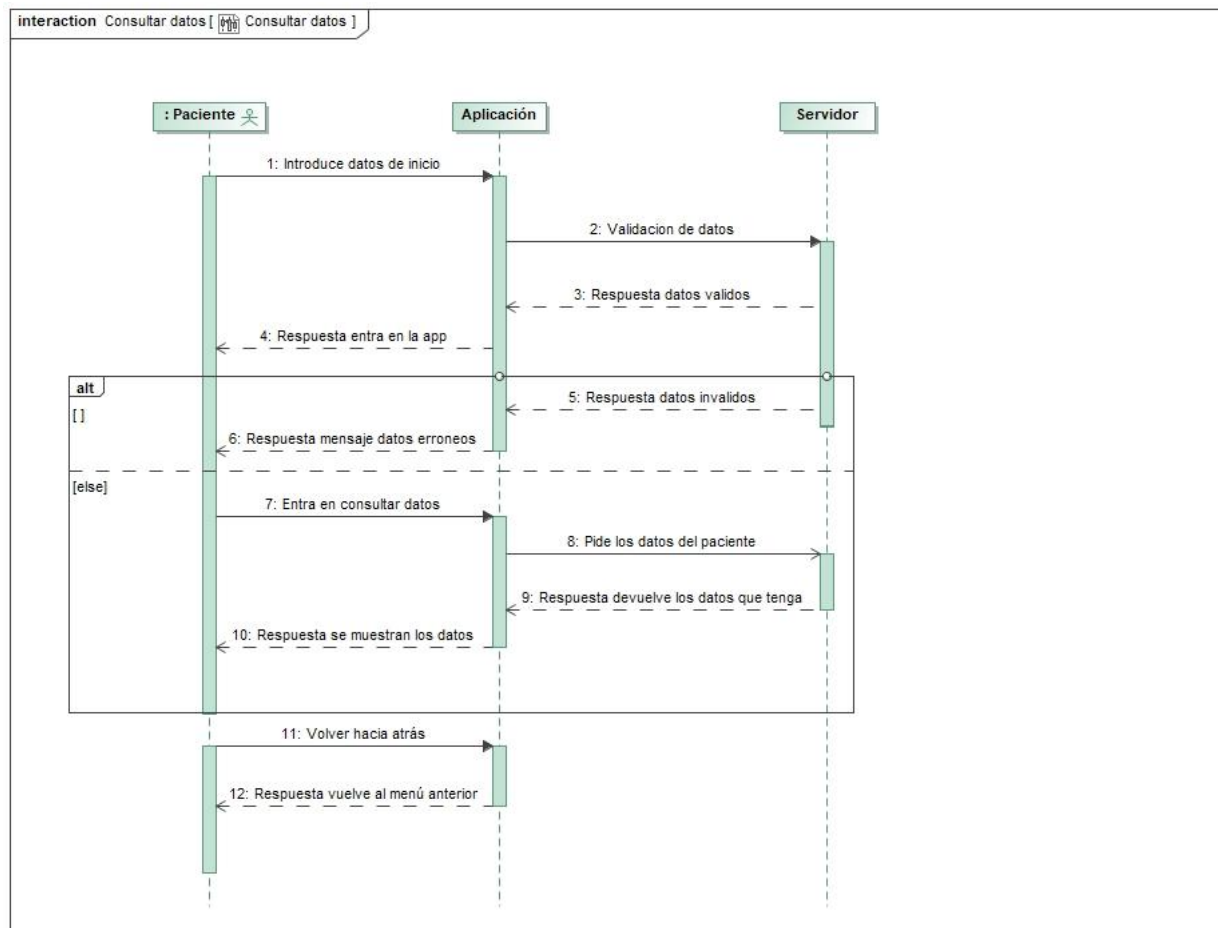 interaction Consultar datos [ Consultar datos ]
: Paciente
Aplicación
Servidor
1: Introduce datos de inicio
2: Validacion de datos
3: Respuesta datos validos
4: Respuesta entra en la app
alt
[ ]
5: Respuesta datos invalidos
6: Respuesta mensaje datos erroneos
[else]
7: Entra en consultar datos
8: Pide los datos del paciente
9: Respuesta devuelve los datos que tenga
10: Respuesta se muestran los datos
11: Volver hacia atrás
12: Respuesta vuelve al menú anterior